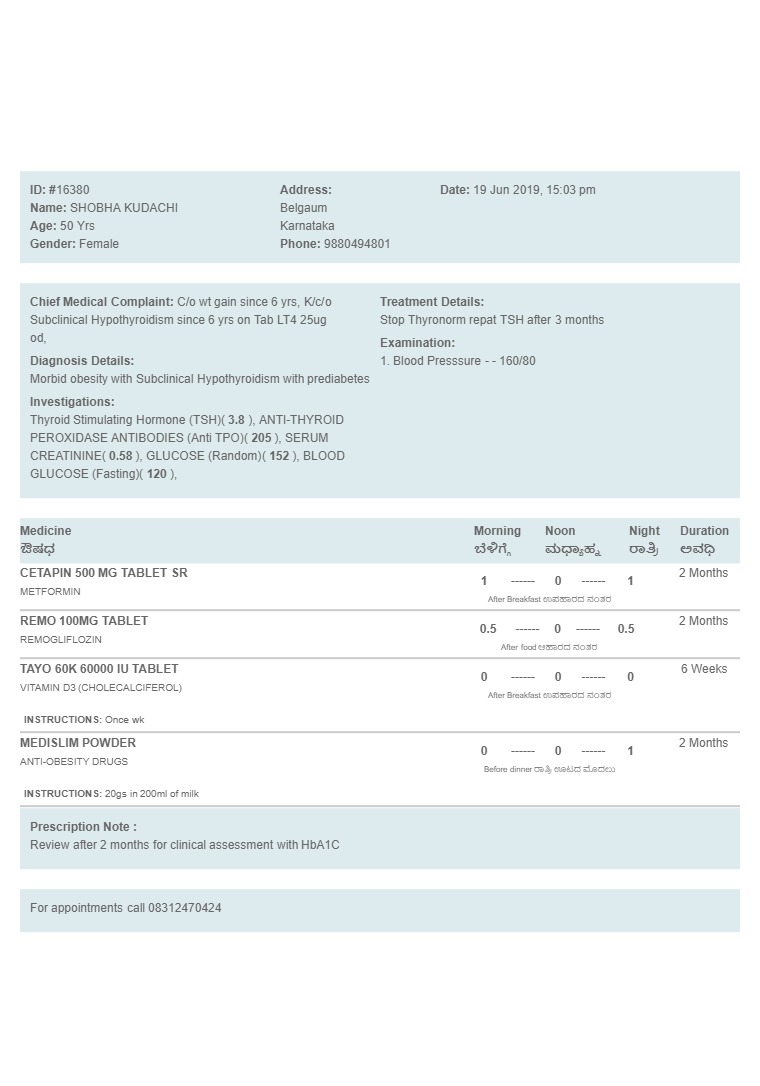 ID: #16380
Name: SHOBHA KUDACHI
Age: 50 Yrs
Gender: Female
Address:
Belgaum
Karnataka
Phone: 9880494801
Date: 19 Jun 2019, 15:03 pm
Chief Medical Complaint: C/o wt gain since 6 yrs, K/c/o
Subclinical Hypothyroidism since 6 yrs on Tab LT4 25ug
od,
Diagnosis Details:
Morbid obesity with Subclinical Hypothyroidism with prediabetes
Investigations:
Thyroid Stimulating Hormone (TSH)( 3.8 ), ANTI-THYROID
PEROXIDASE ANTIBODIES (Anti TPO)( 205 ), SERUM
CREATININE( 0.58 ), GLUCOSE (Random)( 152 ), BLOOD
GLUCOSE (Fasting)( 120 ),
Treatment Details:
Stop Thyronorm repat TSH after 3 months
Examination:
1. Blood Presssure - - 160/80
Medicine Morning Noon Night Duration
ಔಷಧ ಬೆಳಿಗ್ಗೆ ಮಧ್ಯಾಹ್ನ ರಾತ್ರಿ ಅವಧಿ
CETAPIN 500 MG TABLET SR 1 ------ 0 ------ 1 2 Months
METFORMIN
After Breakfast ಉಪಹಾರದ ನಂತರ
REMO 100MG TABLET 0.5 ------ 0 ------ 0.5 2 Months
REMOGLIFLOZIN
After food ಆಹಾರದ ನಂತರ
TAYO 60K 60000 IU TABLET 0 ------ 0 ------ 0 6 Weeks
VITAMIN D3 (CHOLECALCIFEROL)
After Breakfast ಉಪಹಾರದ ನಂತರ
INSTRUCTIONS: Once wk
MEDISLIM POWDER 0 ------ 0 ------ 1 2 Months
ANTI-OBESITY DRUGS
Before dinner ರಾತ್ರಿ ಊಟದ ಮೊದಲು
INSTRUCTIONS: 20gs in 200ml of milk
Prescription Note :
Review after 2 months for clinical assessment with HbA1C
For appointments call 08312470424